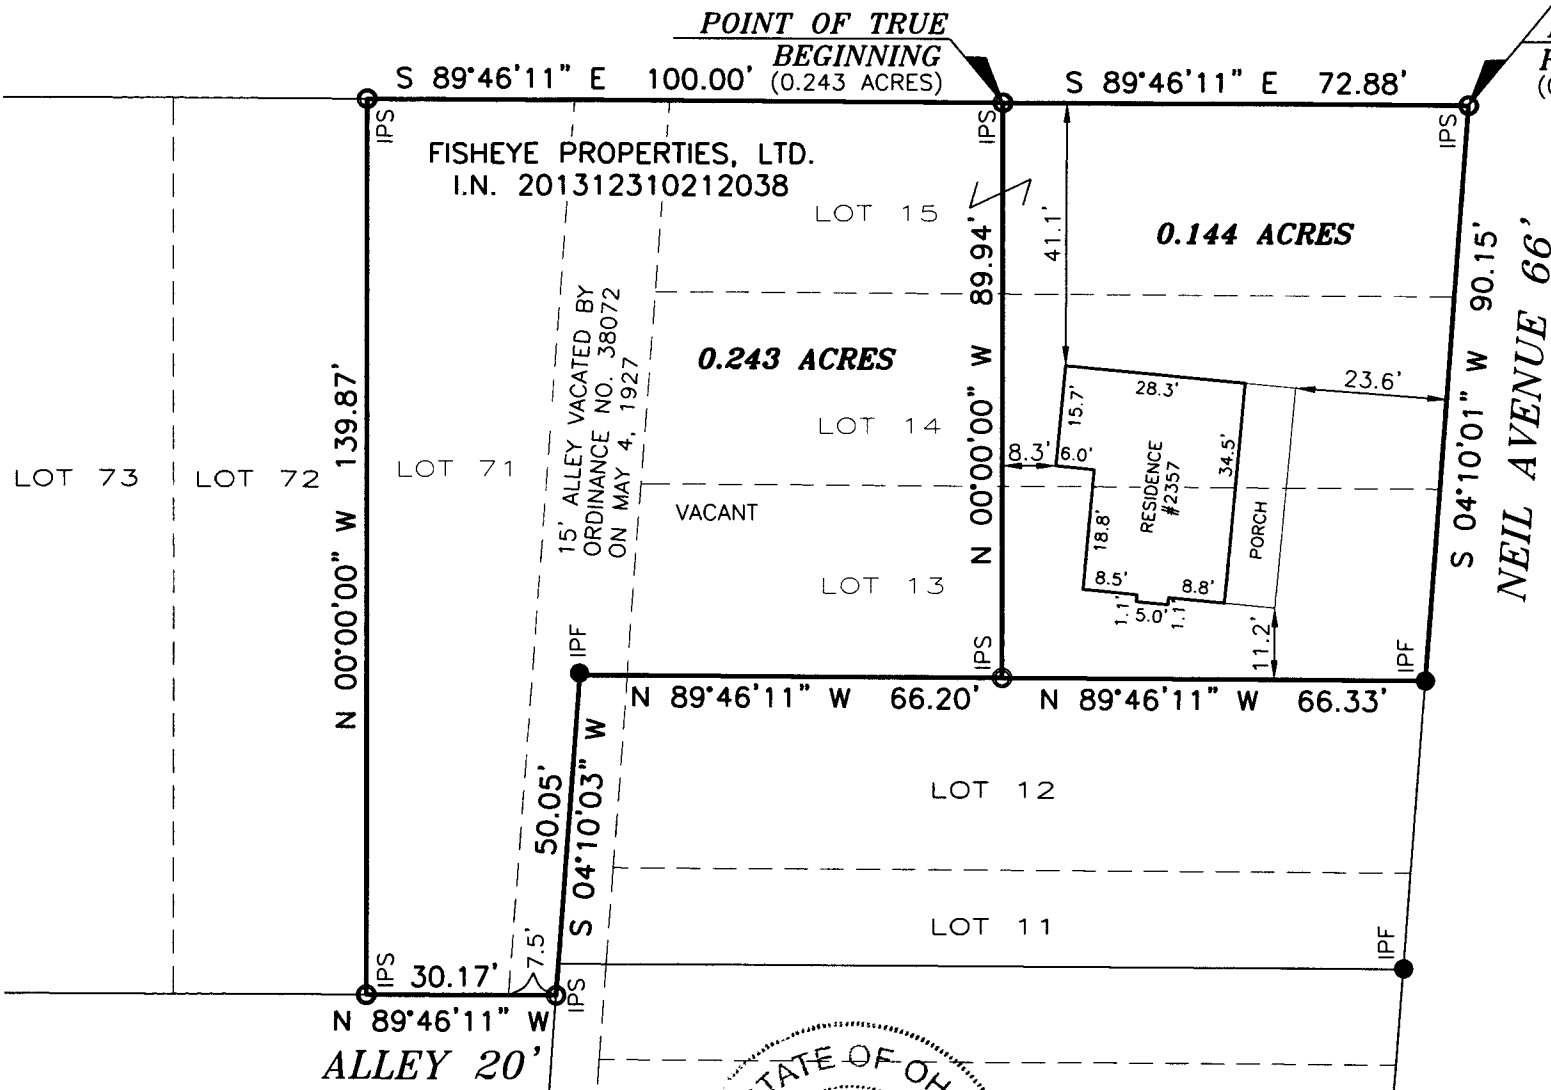 POINT OF TRUE
BEGINNING
(0.243 ACRES)
S 89°46'11" E 100.00'
S 89°46'11" E 72.88'
IPS
IPS
IPS
FISHEYE PROPERTIES, LTD.
I.N. 201312310212038
LOT 15
41.1'
0.144 ACRES
N 00°00'00" W 89.94'
S 04°10'01" W 90.15'
NEIL AVENUE 66'
15' ALLEY VACATED BY
ORDINANCE NO. 38072
ON MAY 4, 1927
0.243 ACRES
N 00°00'00" W 139.87'
28.3'
23.6'
15.7'
LOT 14
8.3'
6.0'
34.5'
RESIDENCE
#2357
LOT 73
LOT 72
LOT 71
VACANT
18.8'
PORCH
LOT 13
8.5'
8.8'
1.1'
5.0'
1.1'
11.2'
IPF
IPS
IPF
N 89°46'11" W 66.20'
N 89°46'11" W 66.33'
50.05'
S 04°10'03" W
LOT 12
LOT 11
IPF
7.5'
IPS
30.17'
IPS
N 89°46'11" W
ALLEY 20'